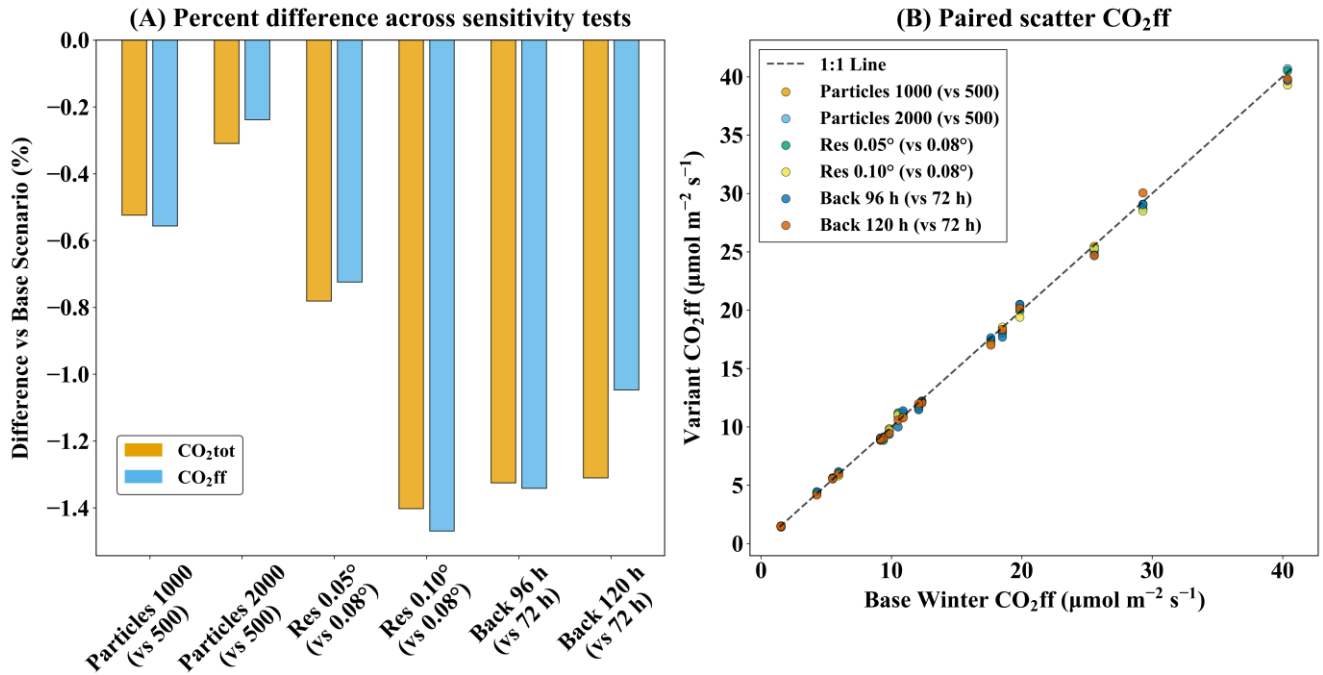 (A) Percent difference across sensitivity tests
Difference vs Base Scenario (%)
0.0
−0.2
−0.4
−0.6
−0.8
−1.0
−1.2
−1.4
CO₂tot
CO₂ff
Particles 1000
(vs 500)
Particles 2000
(vs 500)
Res 0.05°
(vs 0.08°)
Res 0.10°
(vs 0.08°)
Back 96 h
(vs 72 h)
Back 120 h
(vs 72 h)
(B) Paired scatter CO₂ff
Variant CO₂ff (μmol m⁻² s⁻¹)
40
35
30
25
20
15
10
5
0
1:1 Line
Particles 1000 (vs 500)
Particles 2000 (vs 500)
Res 0.05° (vs 0.08°)
Res 0.10° (vs 0.08°)
Back 96 h (vs 72 h)
Back 120 h (vs 72 h)
0 10 20 30 40
Base Winter CO₂ff (μmol m⁻² s⁻¹)